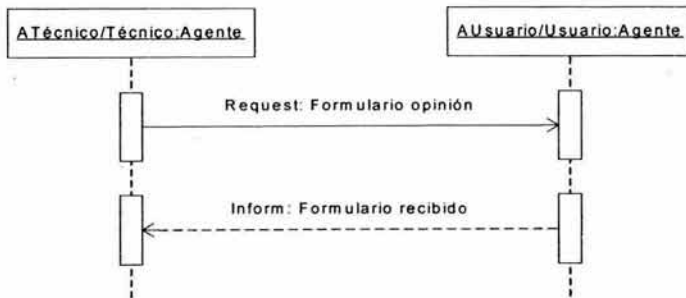 ATécnico/Técnico:Agente
AUsuario/Usuario:Agente
Request: Formulario opinión
Inform: Formulario recibido